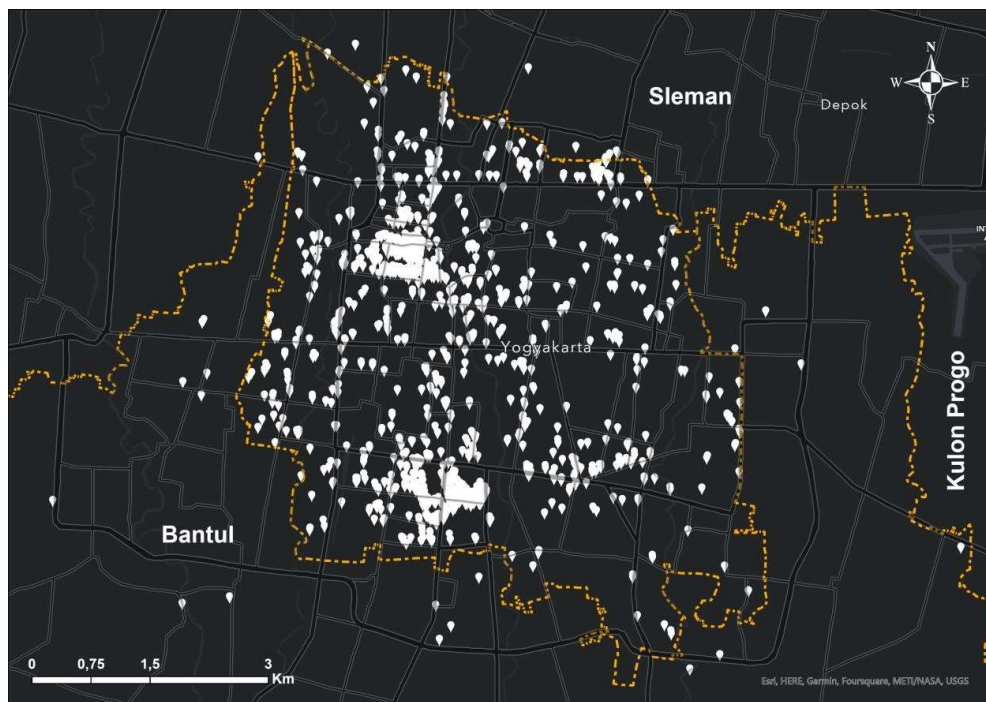 N
W
E
S
Sleman
Depok
INT
Yogyakarta
Kulon Progo
Bantul
0
0,75
1,5
3
Km
Esri, HERE, Garmin, Foursquare, METI/NASA, USGS